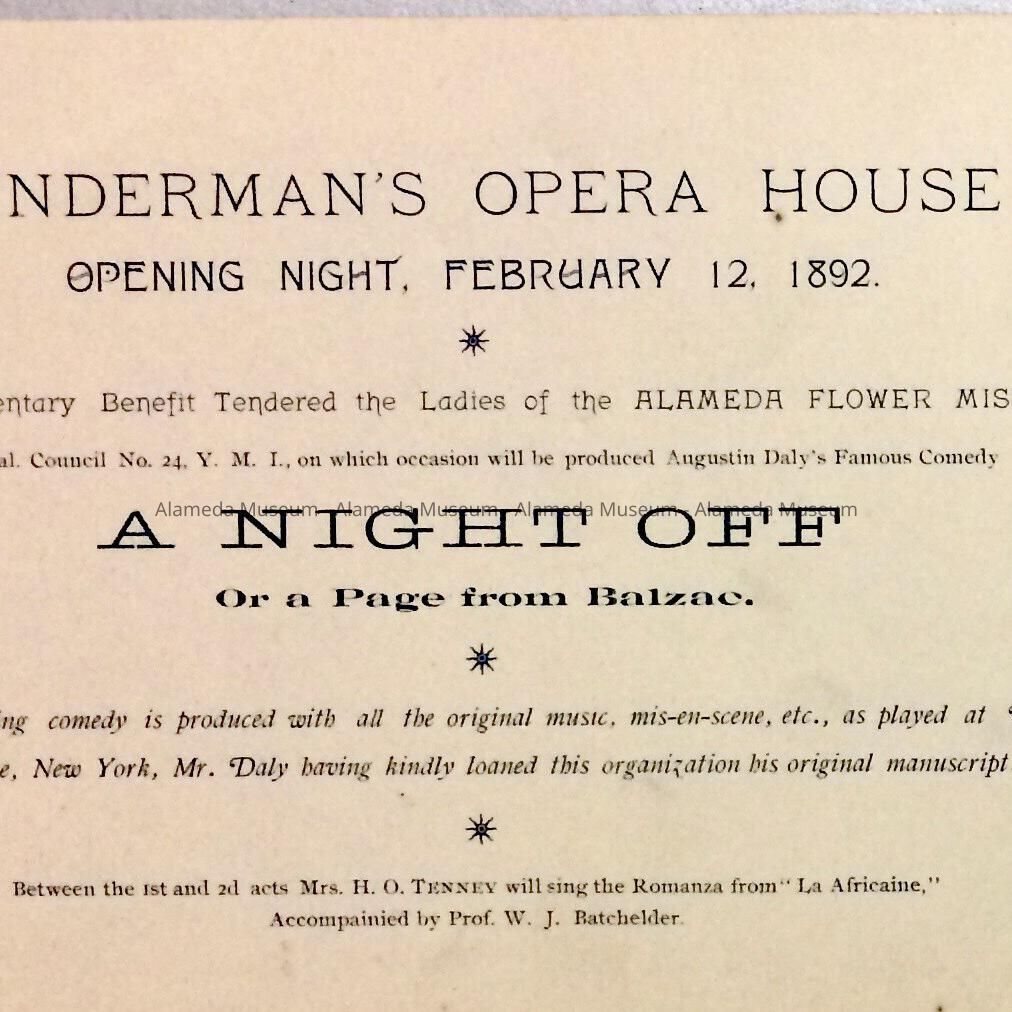 NDERMAN'S OPERA HOUSE
OPENING NIGHT, FEBRUARY 12, 1892.
entary Benefit Tendered the Ladies of the ALAMEDA FLOWER MIS
al. Council No. 24, Y. M. I., on which occasion will be produced Augustin Daly's Famous Comedy
Alameda Museum - Alameda Museum - Alameda Museum - Alameda Museum
A NIGHT OFF
Or a Page from Balzac.
ing comedy is produced with all the original music, mis-en-scene, etc., as played at
e, New York, Mr. Daly having kindly loaned this organization his original manuscript
Between the 1st and 2d acts Mrs. H. O. TENNEY will sing the Romanza from "La Africaine,"
Accompainied by Prof. W. J. Batchelder.